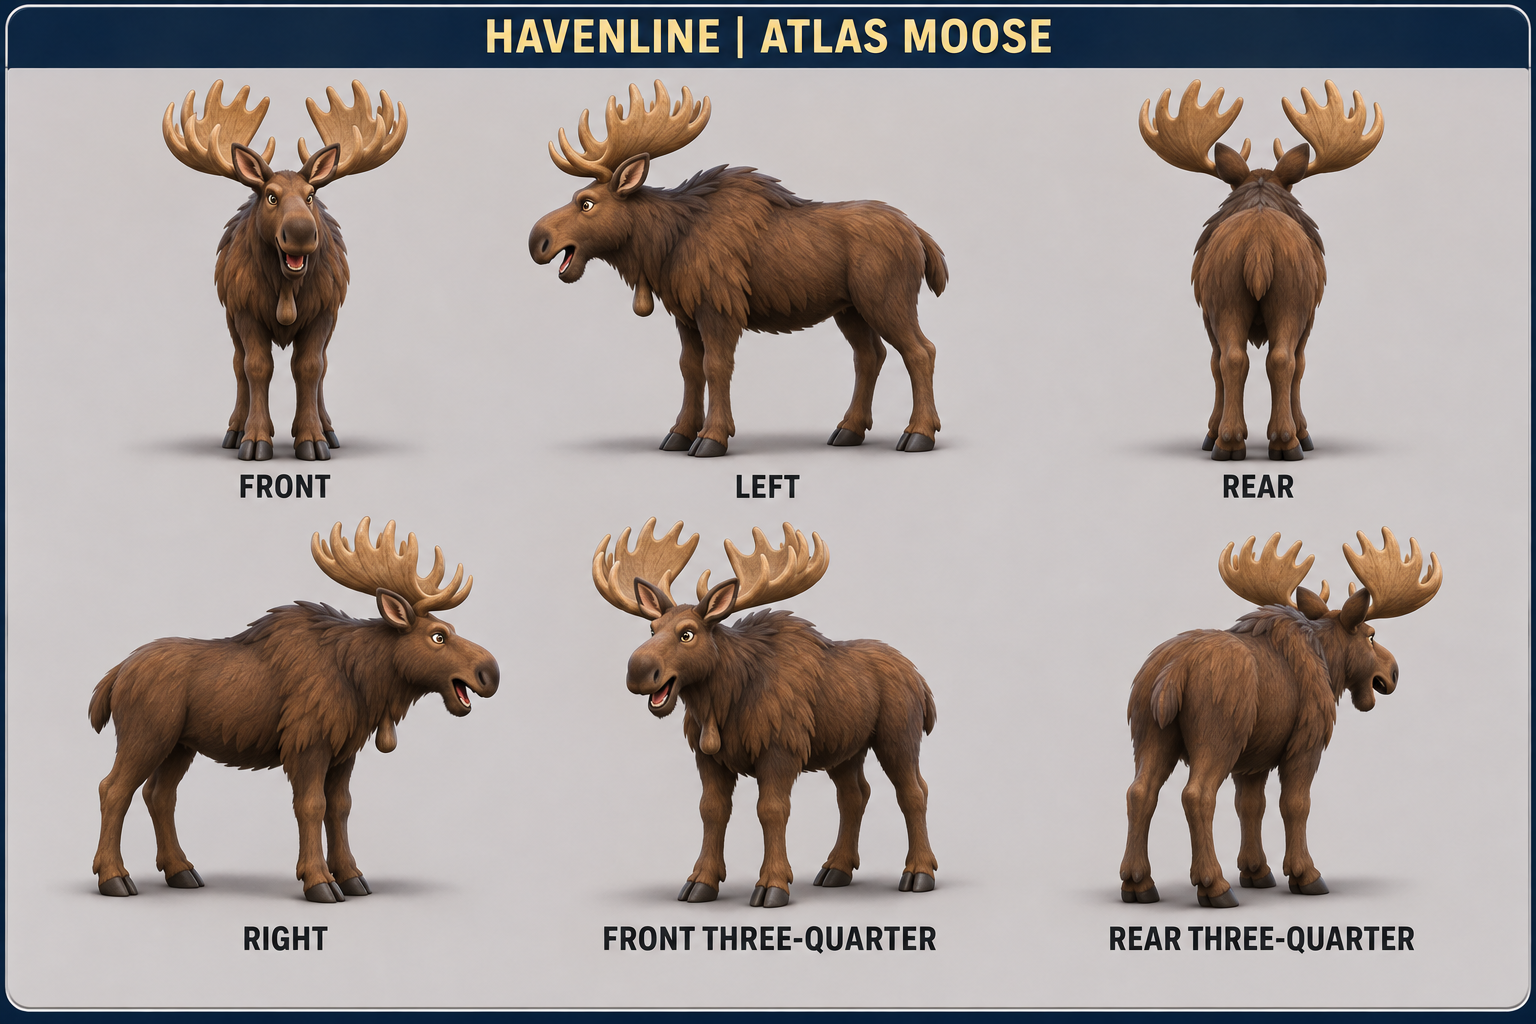 HAVENLINE | ATLAS MOOSE
FRONT
LEFT
REAR
RIGHT
FRONT THREE-QUARTER
REAR THREE-QUARTER